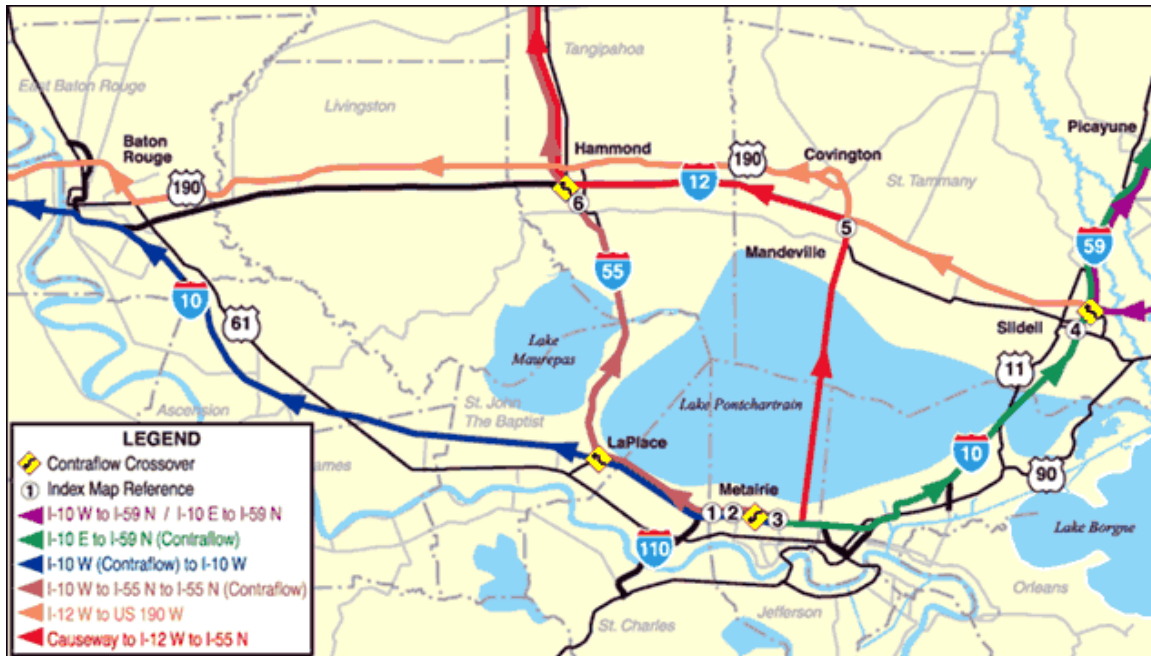 Tangipahoa
East Baton Rouge
Livingston
Picayune
Baton
Rouge
Hammond
190
Covington
190
12
St. Tammany
6
5
59
Mandeville
55
10
61
Lake
Maurepas
Slidell
4
11
Ascension
St. John
The Baptist
Lake Pontchartrain
10
LaPlace
90
ames
Metairie
1
2
3
Lake Borgne
110
Orleans
Jefferson
St. Charles
LEGEND
Contraflow Crossover
1 Index Map Reference
I-10 W to I-59 N / I-10 E to I-59 N
I-10 E to I-59 N (Contraflow)
I-10 W (Contraflow) to I-10 W
I-10 W to I-55 N to I-55 N (Contraflow)
I-12 W to US 190 W
Causeway to I-12 W to I-55 N